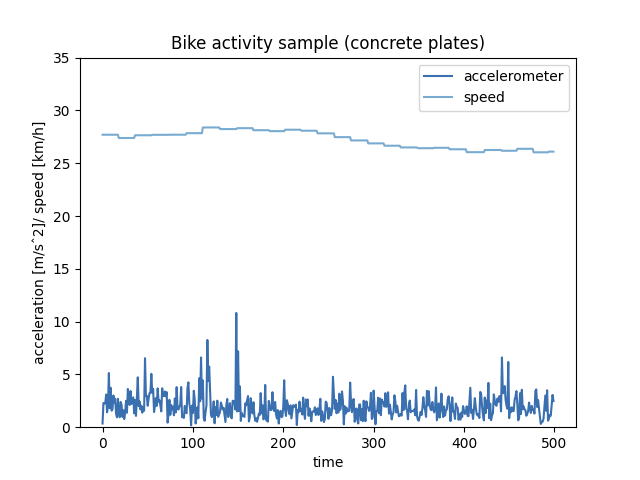 Bike activity sample (concrete plates)
accelerometer
speed
35
30
25
20
15
10
5
0
acceleration [m/sˆ2]/ speed [km/h]
0 100 200 300 400 500
time